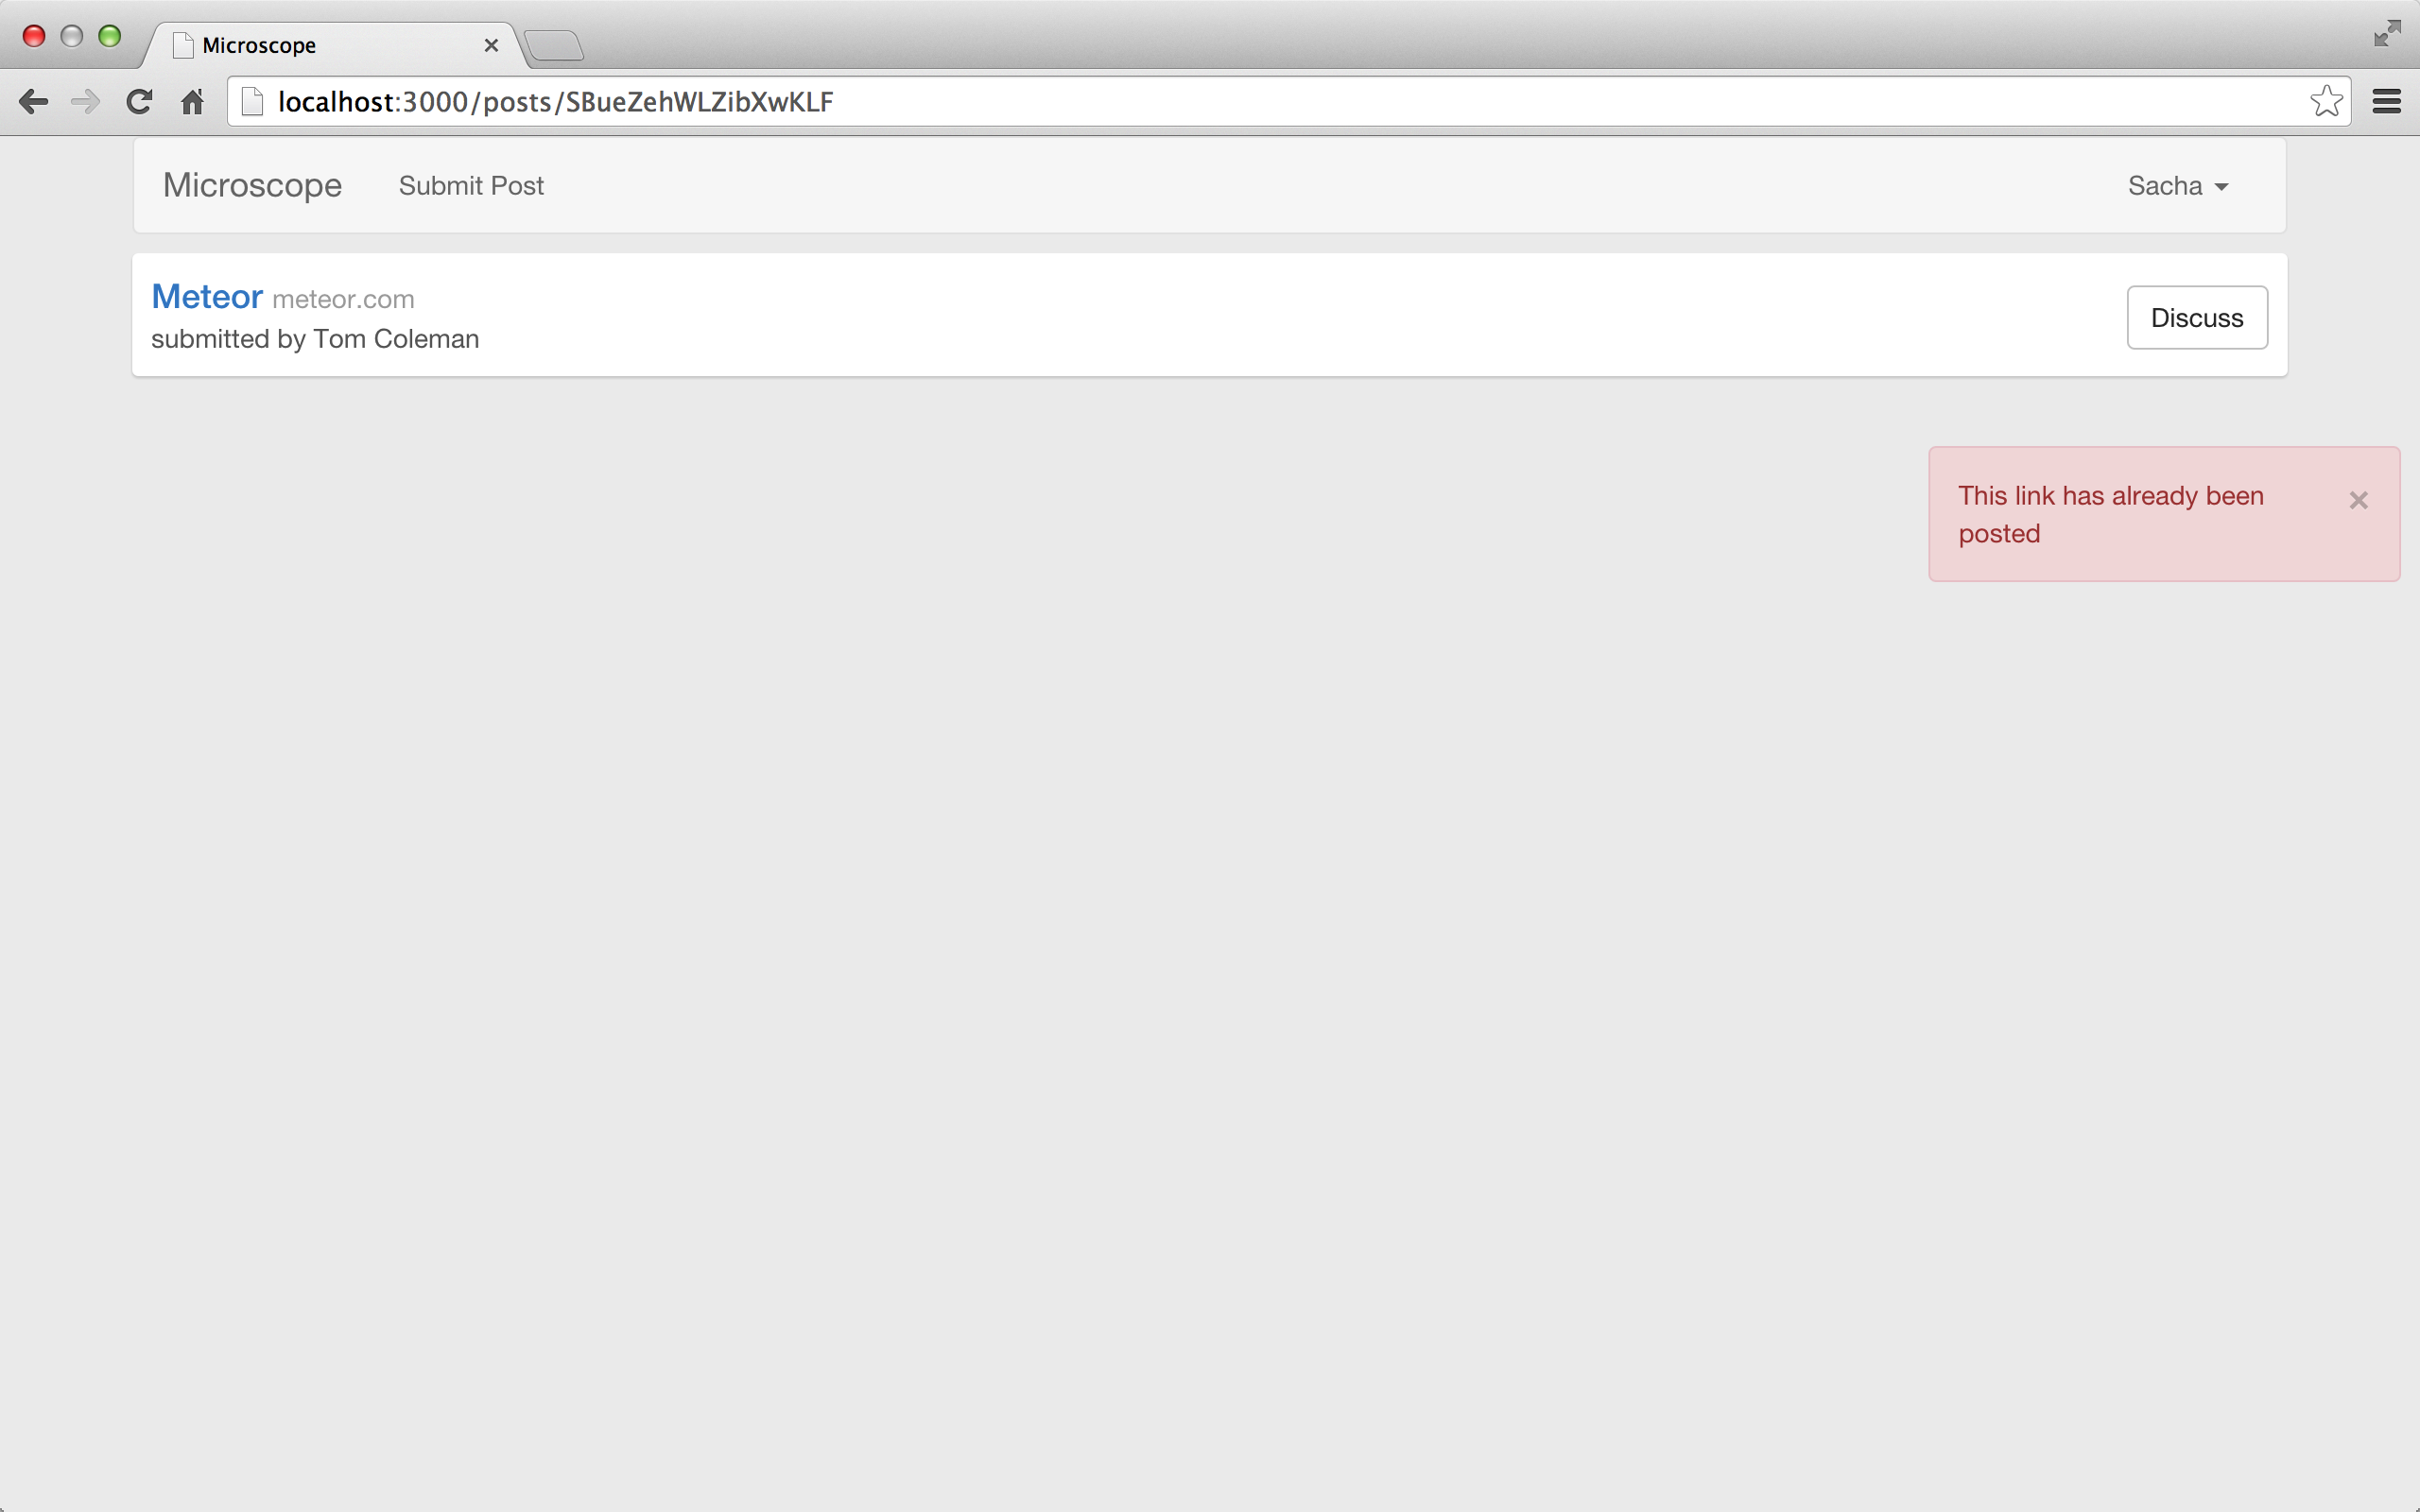 Microscope
localhost:3000/posts/SBueZehWLZibXwKLF
Microscope Submit Post Sacha
Meteor meteor.com
submitted by Tom Coleman
Discuss
This link has already been
posted